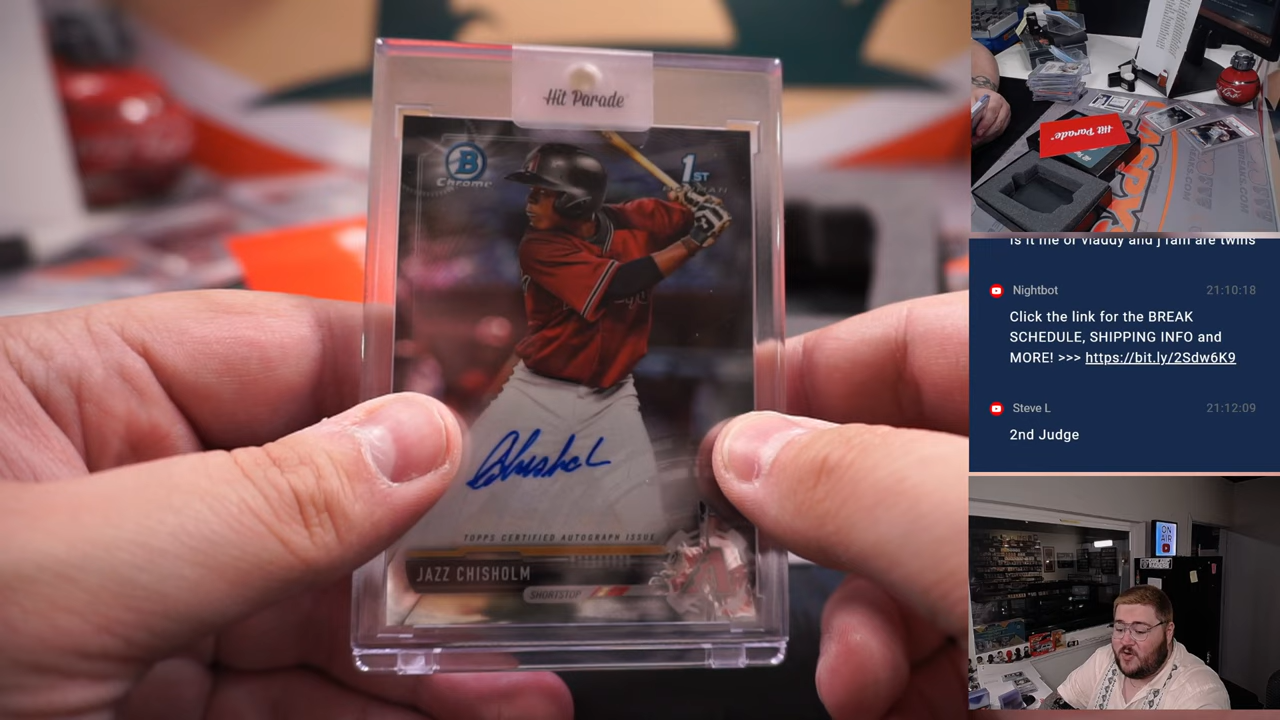 Hit Parade
B
Chrome
1ST
BOWMAN
Chisholm
TOPPS CERTIFIED AUTOGRAPH ISSUE
JAZZ CHISHOLM
SHORTSTOP
Hit Parade
is it me or vladdy and j ram are twins
Nightbot 21:10:18
Click the link for the BREAK
SCHEDULE, SHIPPING INFO and
MORE! >>> https://bit.ly/2Sdw6K9
Steve L 21:12:09
2nd Judge
ON
AIR